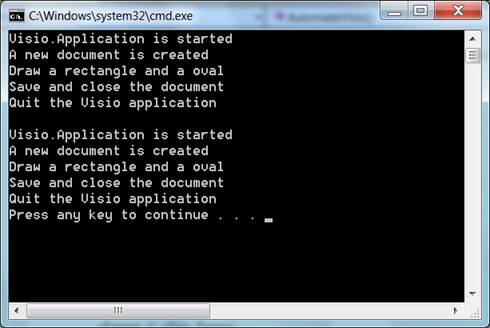 C:\Windows\system32\cmd.exe
Visio.Application is started
A new document is created
Draw a rectangle and a oval
Save and close the document
Quit the Visio application

Visio.Application is started
A new document is created
Draw a rectangle and a oval
Save and close the document
Quit the Visio application
Press any key to continue . . .